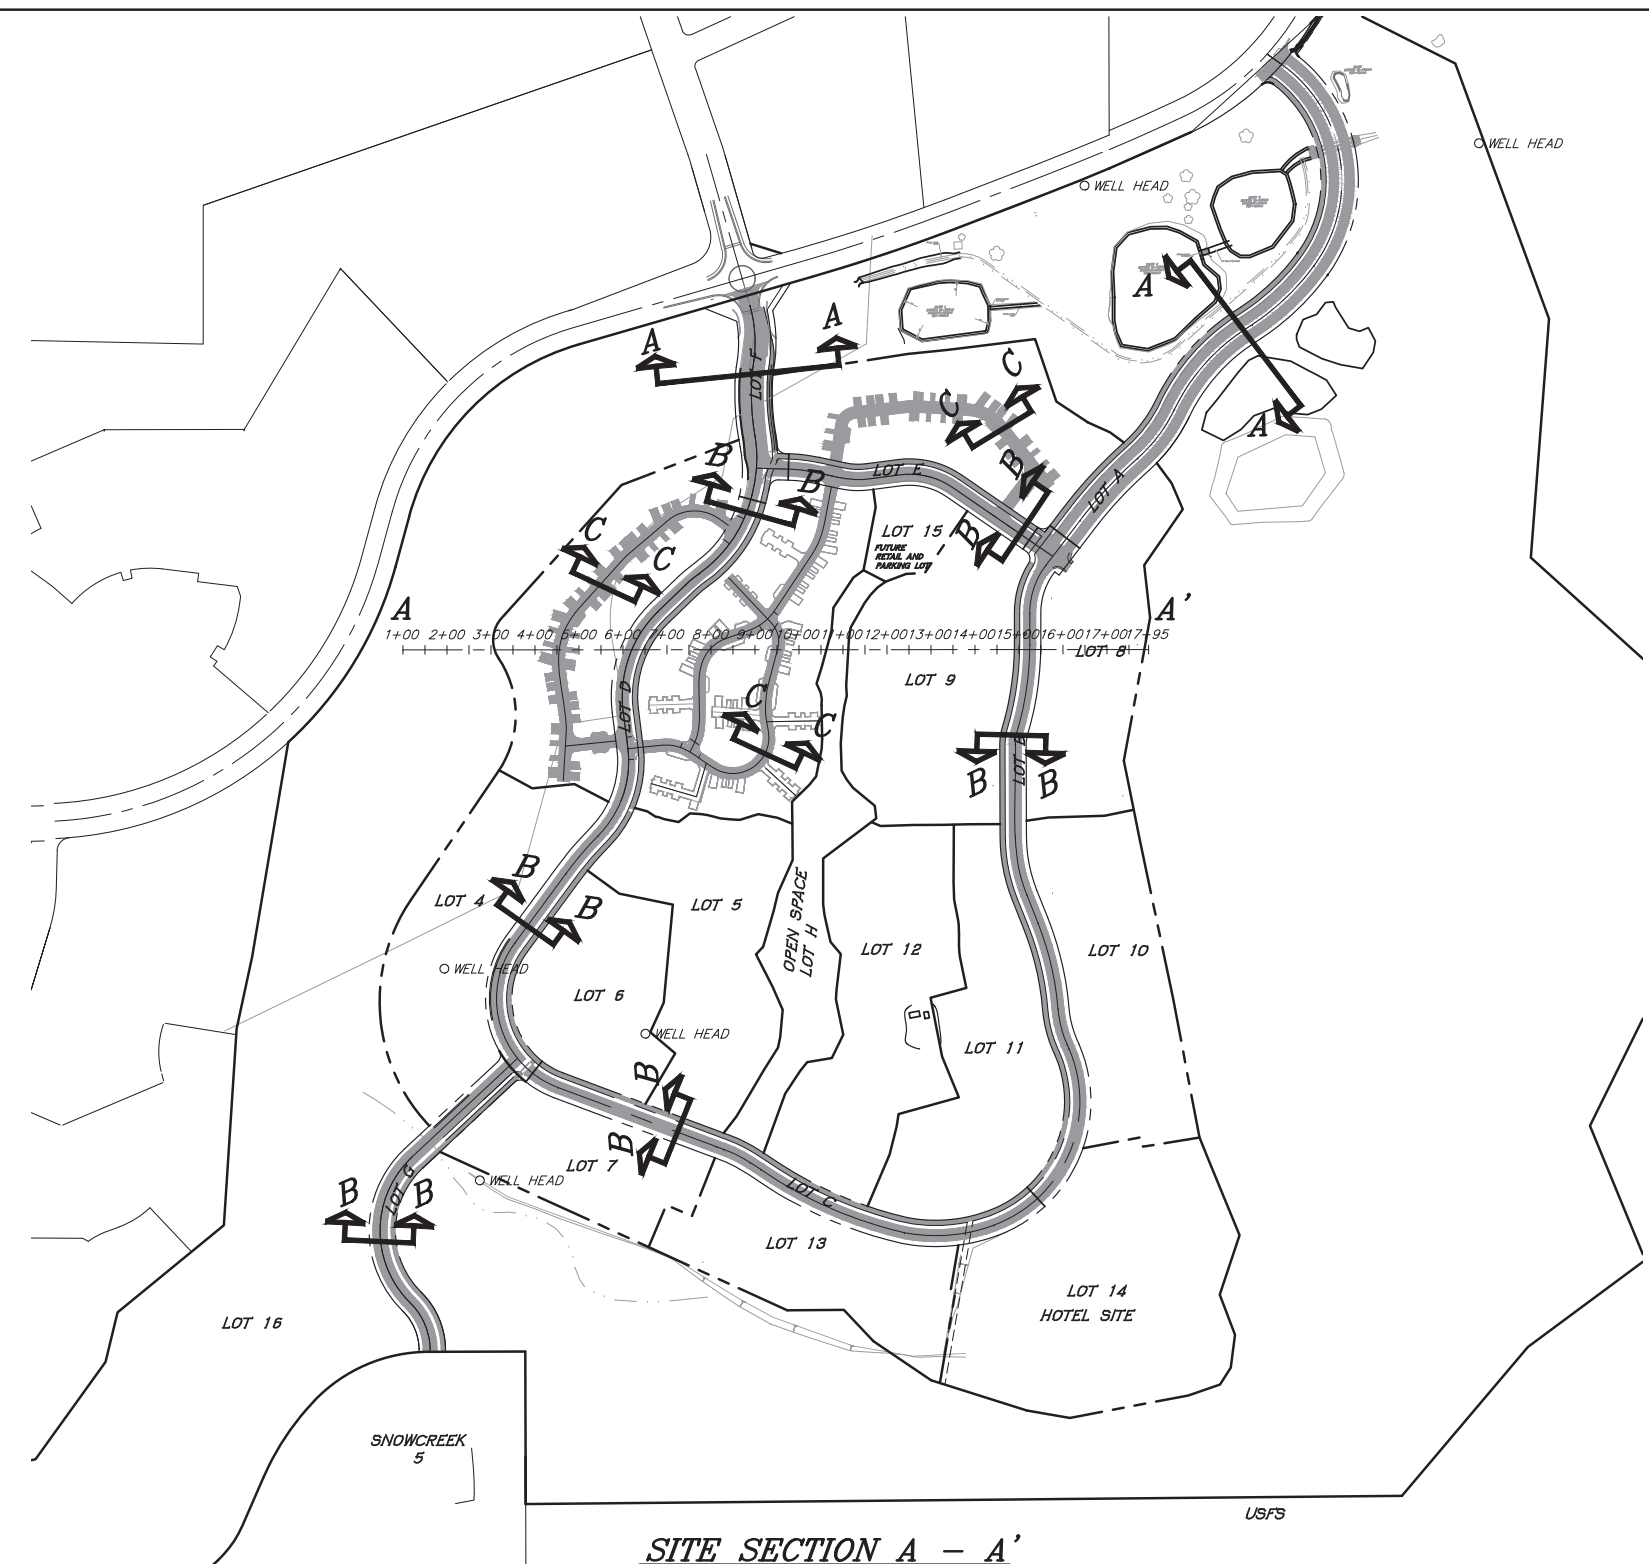 WELL HEAD
WELL HEAD
A
A
A
A
LOT F
C
C
B
B
B
B
LOT E
LOT A
C
C
LOT 15
FUTURE
RETAIL AND
PARKING LOT
A
A'
1+00 2+00 3+00 4+00 5+00 6+00 7+00 8+00 9+00 10+00 11+00 12+00 13+00 14+00 15+00 16+00 17+00 17+95
LOT 8
LOT 9
LOT D
C
C
LOT B
B
B
B
B
LOT 4
LOT 5
OPEN SPACE
LOT H
LOT 12
LOT 10
WELL HEAD
LOT 6
WELL HEAD
LOT 11
B
B
LOT 7
WELL HEAD
LOT G
B
B
LOT C
LOT 13
LOT 14
HOTEL SITE
LOT 16
SNOWCREEK
5
USFS
SITE SECTION A - A'